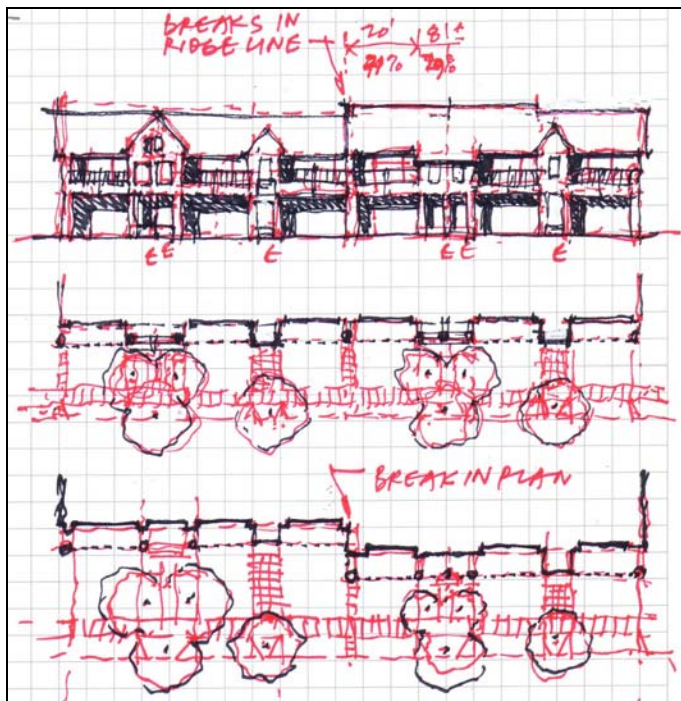 BREAKS IN
RIDGE LINE
20' 8'±
E E E E E E
BREAK IN PLAN